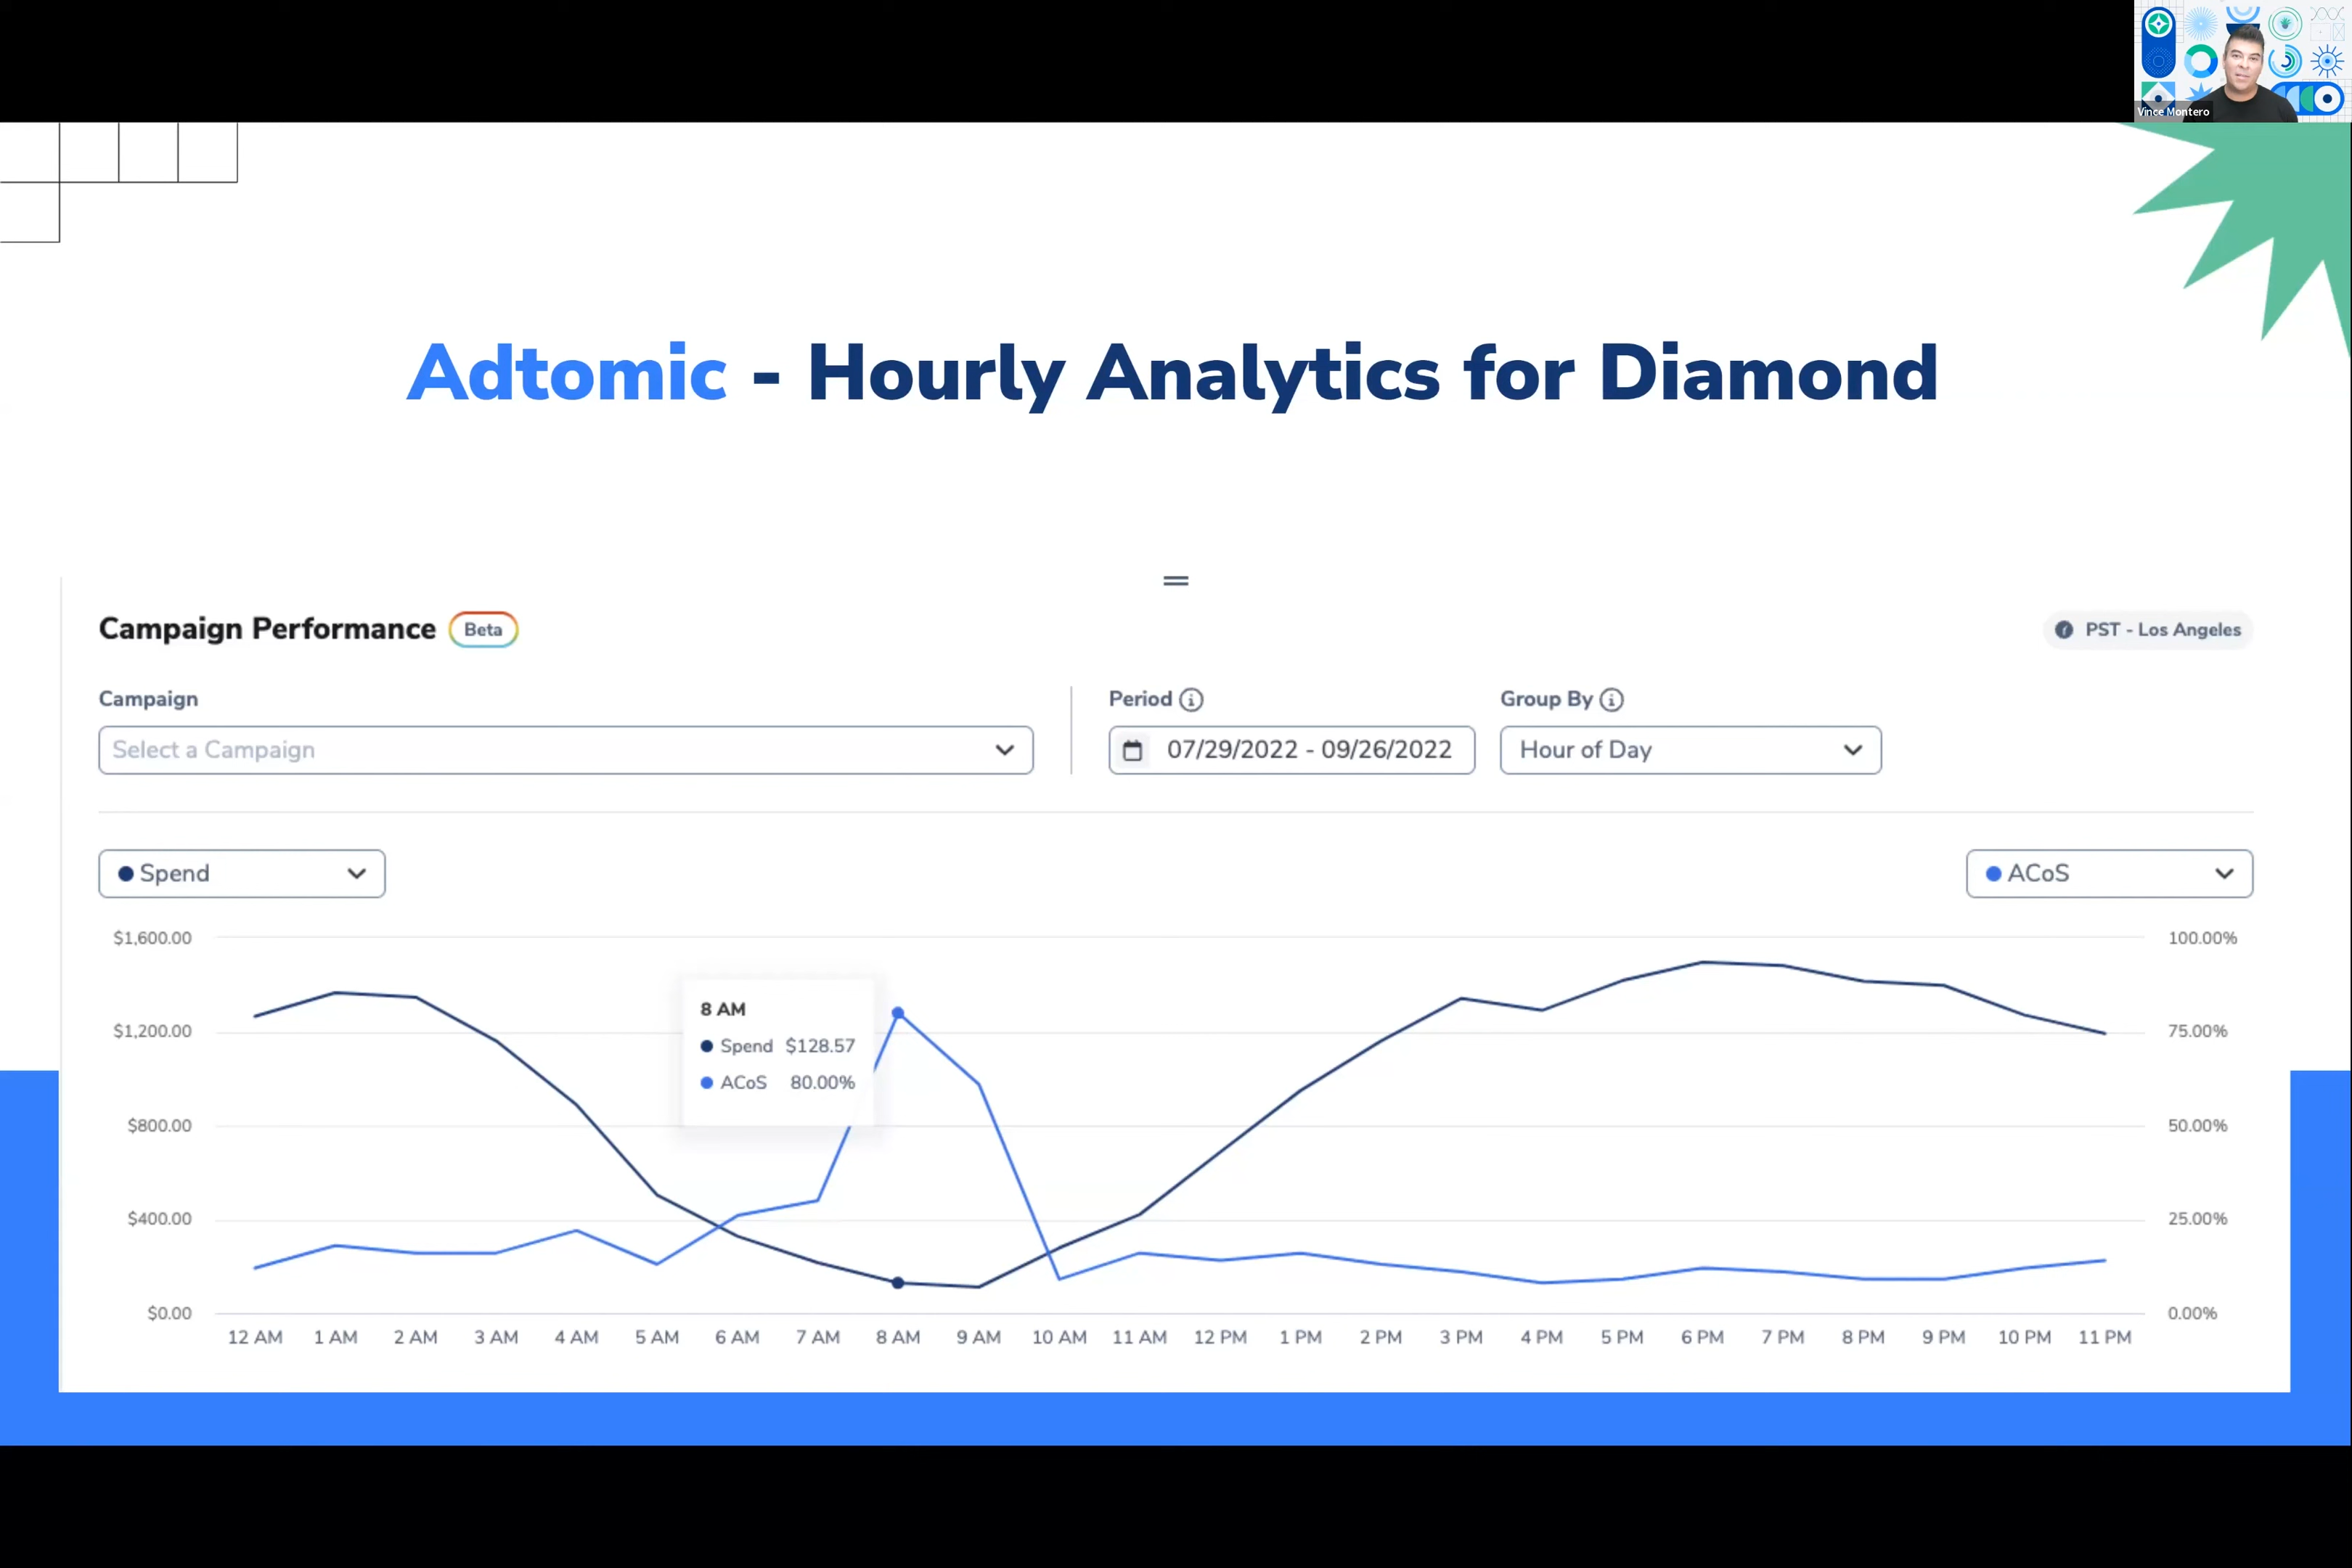 Vince Montero
Adtomic - Hourly Analytics for Diamond
Campaign Performance Beta
PST - Los Angeles
Campaign
Select a Campaign
Period
07/29/2022 - 09/26/2022
Group By
Hour of Day
Spend
ACoS
$1,600.00
$1,200.00
$800.00
$400.00
$0.00
8 AM
Spend $128.57
ACoS 80.00%
100.00%
75.00%
50.00%
25.00%
0.00%
12 AM 1 AM 2 AM 3 AM 4 AM 5 AM 6 AM 7 AM 8 AM 9 AM 10 AM 11 AM 12 PM 1 PM 2 PM 3 PM 4 PM 5 PM 6 PM 7 PM 8 PM 9 PM 10 PM 11 PM